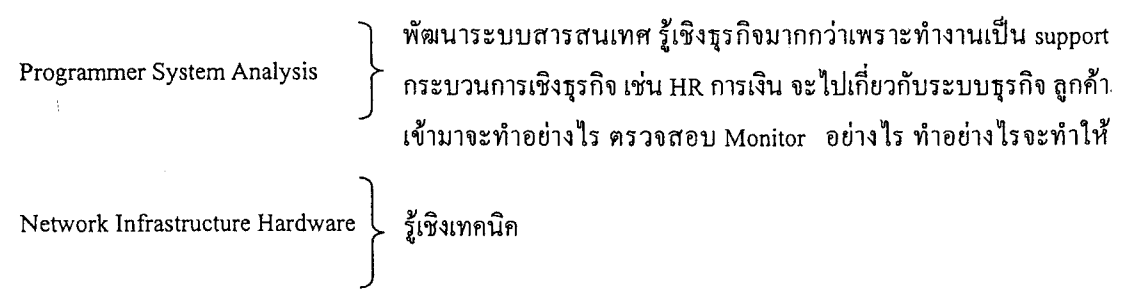 พัฒนาระบบสารสนเทศ รู้เชิงธุรกิจมากกว่าเพราะทำงานเป็น support
Programmer System Analysis
กระบวนการเชิงธุรกิจ เช่น HR การเงิน จะไปเกี่ยวกับระบบธุรกิจ ลูกค้า
เข้ามาจะทำอย่างไร ตรวจสอบ Monitor อย่างไร ทำอย่างไรจะทำให้
Network Infrastructure Hardware
รู้เชิงเทคนิค